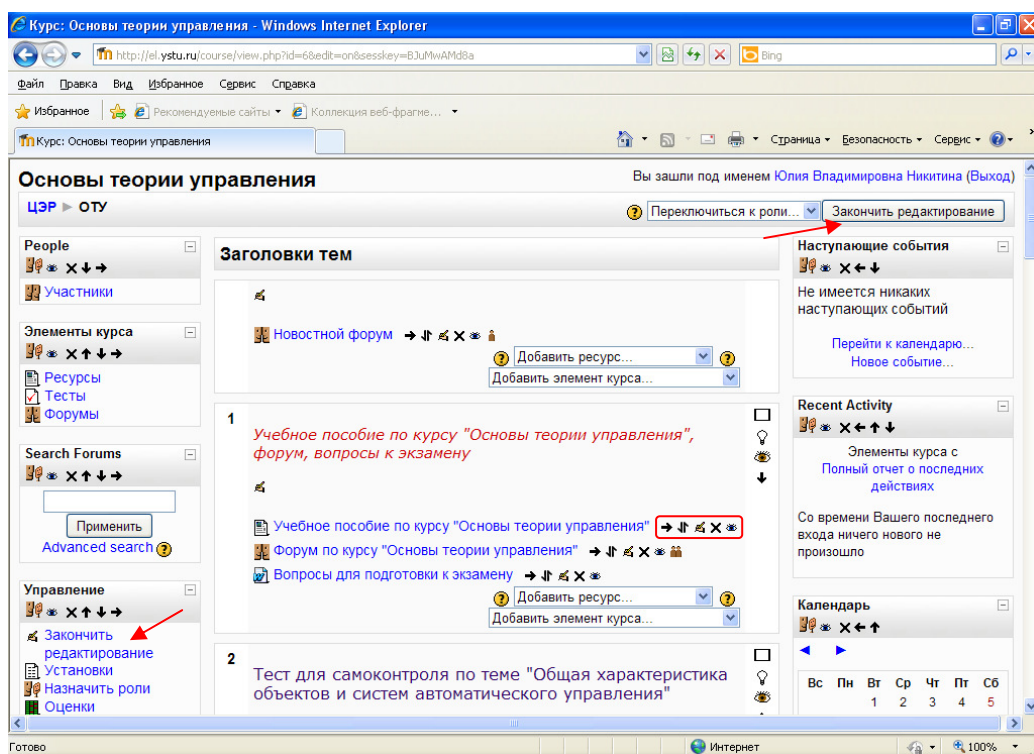 Курс: Основы теории управления - Windows Internet Explorer
http://el.ystu.ru/course/view.php?id=6&edit=on&sesskey=BJuMwAMd8a
Bing
Файл Правка Вид Избранное Сервис Справка
Избранное Рекомендуемые сайты Коллекция веб-фрагме...
Курс: Основы теории управления
Страница Безопасность Сервис
Основы теории управления
Вы зашли под именем Юлия Владимировна Никитина (Выход)
ЦЭР ► ОТУ
Переключиться к роли... Закончить редактирование
People
Участники
Элементы курса
Ресурсы
Тесты
Форумы
Search Forums
Применить
Advanced search
Управление
Закончить
редактирование
Установки
Назначить роли
Оценки
Заголовки тем
Новостной форум
Добавить ресурс...
Добавить элемент курса...
1
Учебное пособие по курсу "Основы теории управления",
форум, вопросы к экзамену
Учебное пособие по курсу "Основы теории управления"
Форум по курсу "Основы теории управления"
Вопросы для подготовки к экзамену
Добавить ресурс...
Добавить элемент курса...
2
Тест для самоконтроля по теме "Общая характеристика
объектов и систем автоматического управления"
Наступающие события
Не имеется никаких
наступающих событий
Перейти к календарю...
Новое событие...
Recent Activity
Элементы курса с
Полный отчет о последних
действиях
Со времени Вашего последнего
входа ничего нового не
произошло
Календарь
Вс Пн Вт Ср Чт Пт Сб
1 2 3 4 5
Готово
Интернет
100%